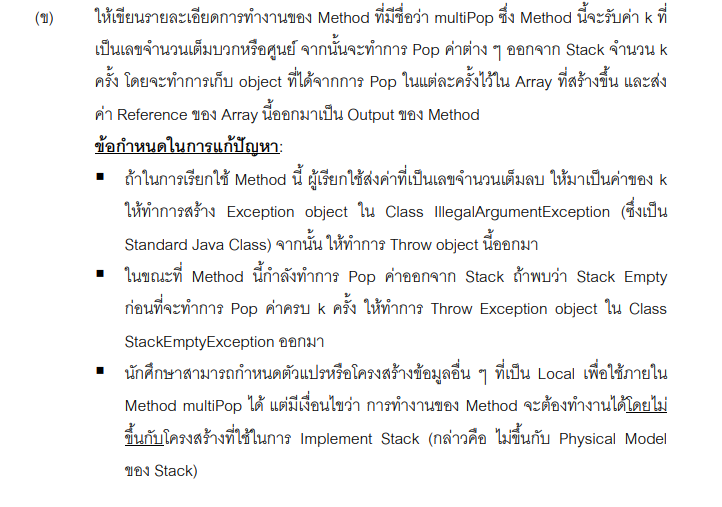 (ข) ให้เขียนรายละเอียดการทำงานของ Method ที่มีชื่อว่า multiPop ซึ่ง Method นี้จะรับค่า k ที่
เป็นเลขจำนวนเต็มบวกหรือศูนย์ จากนั้นจะทำการ Pop ค่าต่าง ๆ ออกจาก Stack จำนวน k
ครั้ง โดยจะทำการเก็บ object ที่ได้จากการ Pop ในแต่ละครั้งไว้ใน Array ที่สร้างขึ้น และส่ง
ค่า Reference ของ Array นี้ออกมาเป็น Output ของ Method
ข้อกำหนดในการแก้ปัญหา:
▪ ถ้าในการเรียกใช้ Method นี้ ผู้เรียกใช้ส่งค่าที่เป็นเลขจำนวนเต็มลบ ให้มาเป็นค่าของ k
ให้ทำการสร้าง Exception object ใน Class IllegalArgumentException (ซึ่งเป็น
Standard Java Class) จากนั้น ให้ทำการ Throw object นี้ออกมา
▪ ในขณะที่ Method นี้กำลังทำการ Pop ค่าออกจาก Stack ถ้าพบว่า Stack Empty
ก่อนที่จะทำการ Pop ค่าครบ k ครั้ง ให้ทำการ Throw Exception object ใน Class
StackEmptyException ออกมา
▪ นักศึกษาสามารถกำหนดตัวแปรหรือโครงสร้างข้อมูลอื่น ๆ ที่เป็น Local เพื่อใช้ภายใน
Method multiPop ได้ แต่มีเงื่อนไขว่า การทำงานของ Method จะต้องทำงานได้โดยไม่
ขึ้นกับโครงสร้างที่ใช้ในการ Implement Stack (กล่าวคือ ไม่ขึ้นกับ Physical Model
ของ Stack)